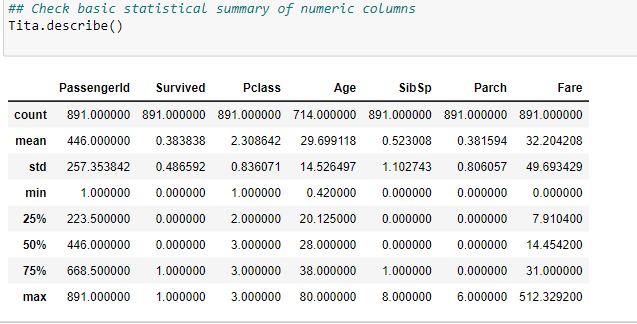 ## Check basic statistical summary of numeric columns
Tita.describe()
PassengerId Survived Pclass Age SibSp Parch Fare
count 891.000000 891.000000 891.000000 714.000000 891.000000 891.000000 891.000000
mean 446.000000 0.383838 2.308642 29.699118 0.523008 0.381594 32.204208
std 257.353842 0.486592 0.836071 14.526497 1.102743 0.806057 49.693429
min 1.000000 0.000000 1.000000 0.420000 0.000000 0.000000 0.000000
25% 223.500000 0.000000 2.000000 20.125000 0.000000 0.000000 7.910400
50% 446.000000 0.000000 3.000000 28.000000 0.000000 0.000000 14.454200
75% 668.500000 1.000000 3.000000 38.000000 1.000000 0.000000 31.000000
max 891.000000 1.000000 3.000000 80.000000 8.000000 6.000000 512.329200